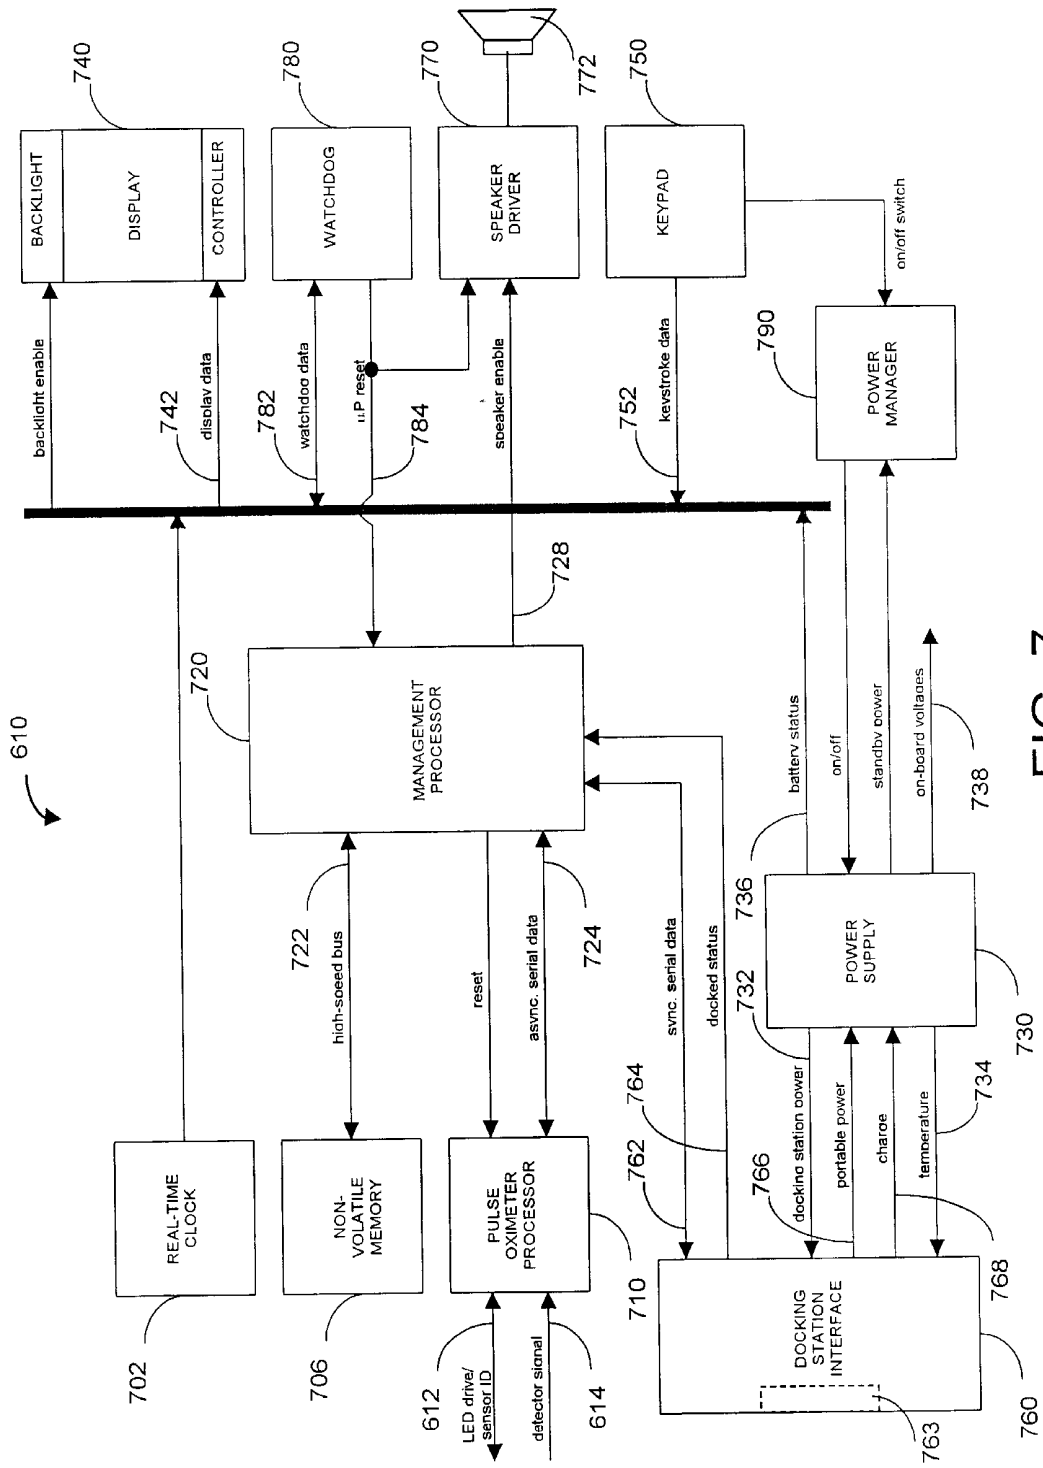 610
702
REAL-TIME
CLOCK
706
NON-
VOLATILE
MEMORY
722
high-speed bus
612
LED drive/
sensor ID
detector signal
614
PULSE
OXIMETER
PROCESSOR
710
reset
async. serial data
724
720
MANAGEMENT
PROCESSOR
728
backlight enable
742
display data
BACKLIGHT
DISPLAY
CONTROLLER
740
782
watchdog data
WATCHDOG
780
µP reset
784
speaker enable
SPEAKER
DRIVER
770
772
752
keystroke data
KEYPAD
750
on/off switch
790
POWER
MANAGER
762
sync. serial data
764
docked status
DOCKING
STATION
INTERFACE
763
760
732
docking station power
766
portable power
charge
768
temperature
734
POWER
SUPPLY
730
736
battery status
on/off
standby power
on-board voltages
738